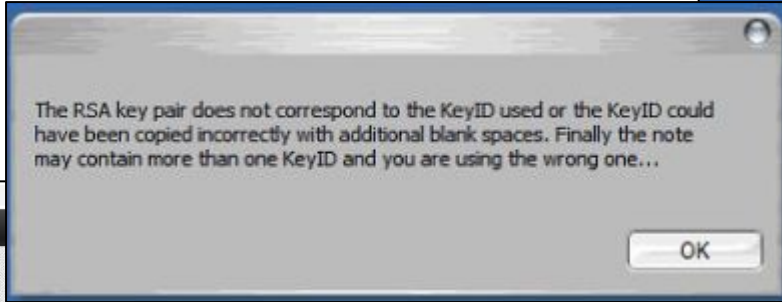 The RSA key pair does not correspond to the KeyID used or the KeyID could
have been copied incorrectly with additional blank spaces. Finally the note
may contain more than one KeyID and you are using the wrong one...
OK